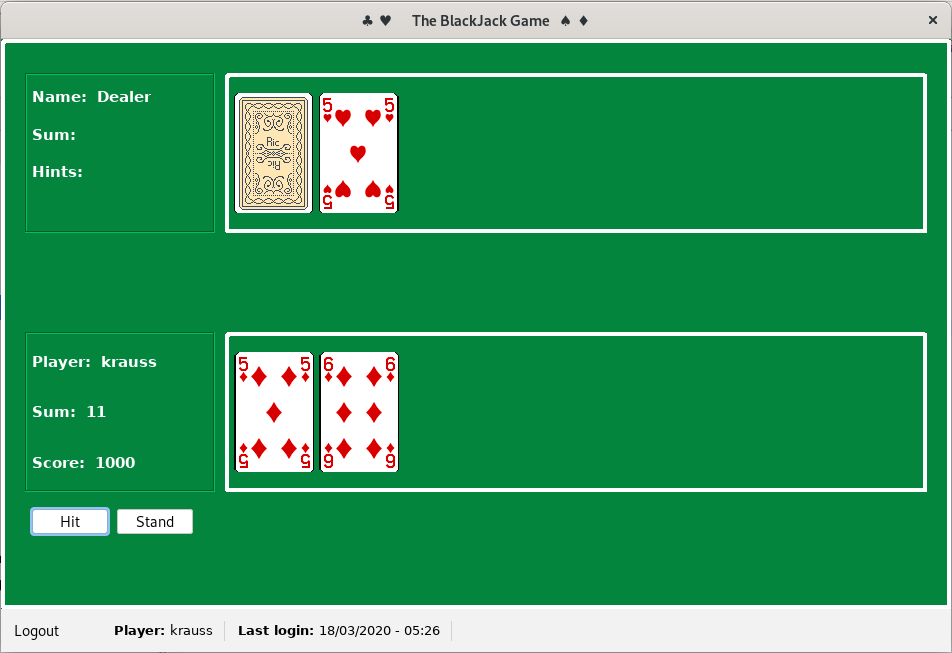 ♣ ♥ The BlackJack Game ♠ ♦
×
Name: Dealer
Sum:
Hints:
Ric
Ric
5 5
5 5
Player: krauss
Sum: 11
Score: 1000
5 5
5 5
6 6
6 6
Hit Stand
Logout Player: krauss Last login: 18/03/2020 - 05:26